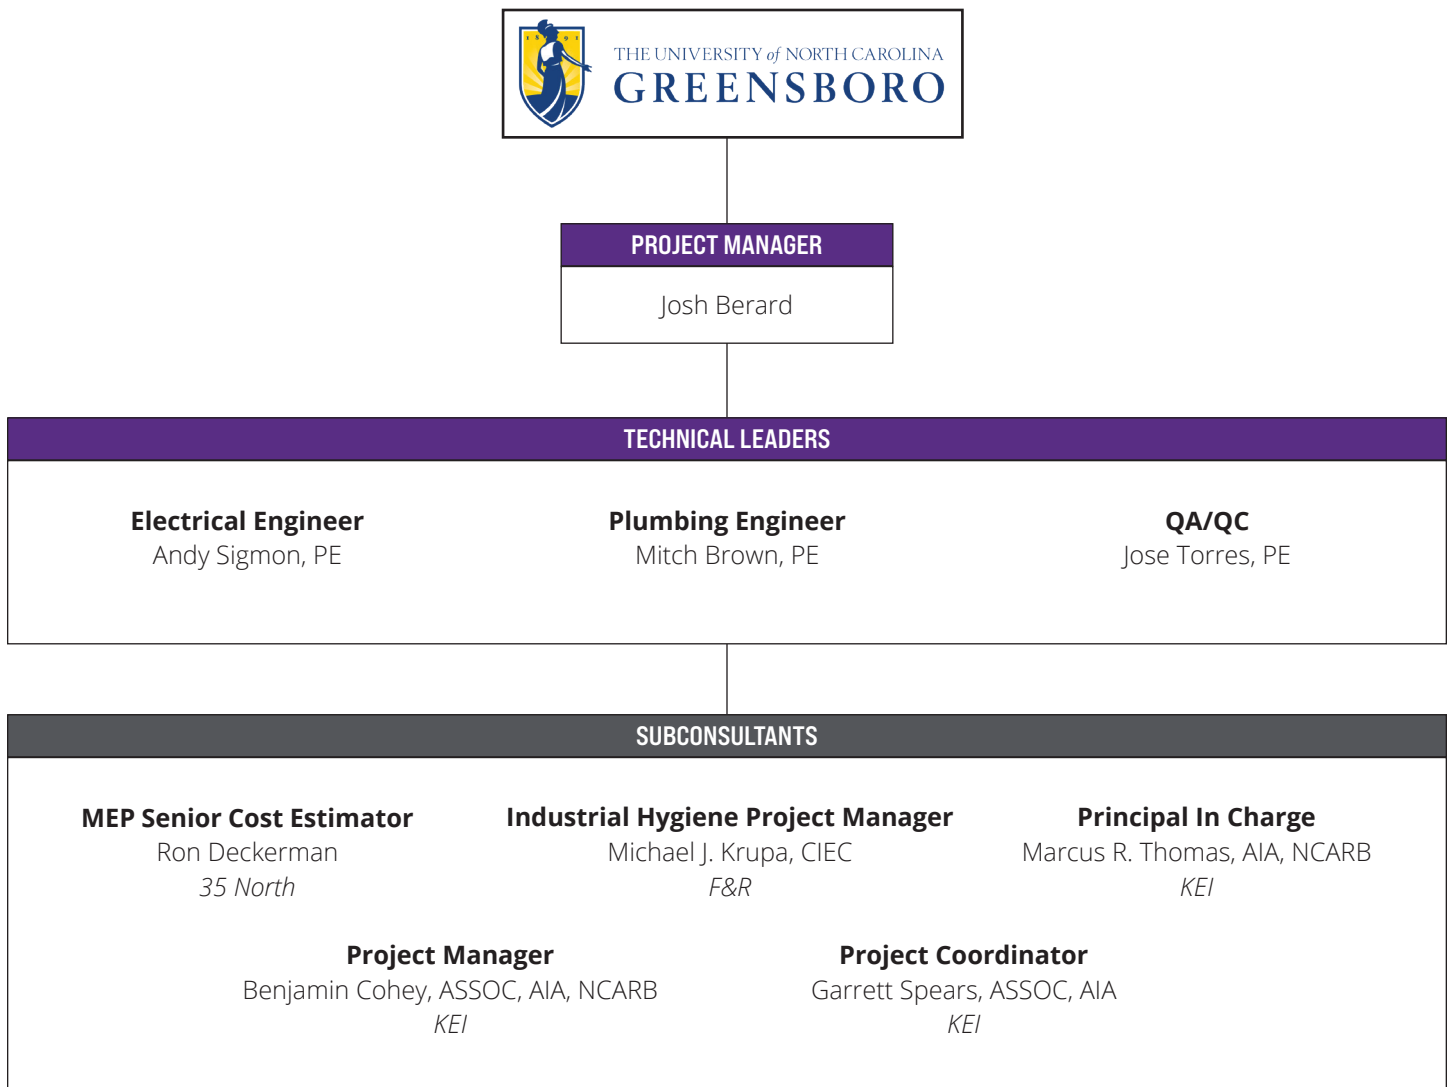 1891
THE UNIVERSITY of NORTH CAROLINA
GREENSBORO
PROJECT MANAGER
Josh Berard
TECHNICAL LEADERS
Electrical Engineer
Andy Sigmon, PE
Plumbing Engineer
Mitch Brown, PE
QA/QC
Jose Torres, PE
SUBCONSULTANTS
MEP Senior Cost Estimator
Ron Deckerman
35 North
Industrial Hygiene Project Manager
Michael J. Krupa, CIEC
F&R
Principal In Charge
Marcus R. Thomas, AIA, NCARB
KEI
Project Manager
Benjamin Cohey, ASSOC, AIA, NCARB
KEI
Project Coordinator
Garrett Spears, ASSOC, AIA
KEI